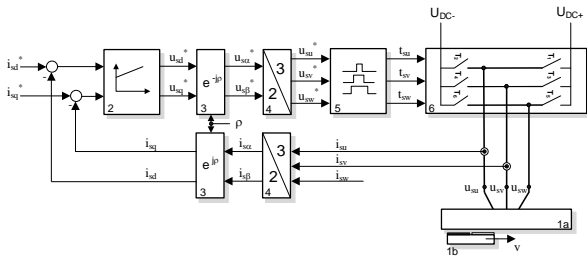 U_DC- U_DC+
i_sd* u_sd* u_sα* u_su* t_su
e^-jρ 3 T₂ T₁
i_sq* u_sq* u_sβ* u_sv* t_sv
2 u_sw* t_sw
2 3 4 5 6
ρ
i_sq e^jρ i_sα 3 i_su
i_sv
i_sd i_sβ 2 i_sw
3 4
u_su u_sv u_sw
1a
1b v